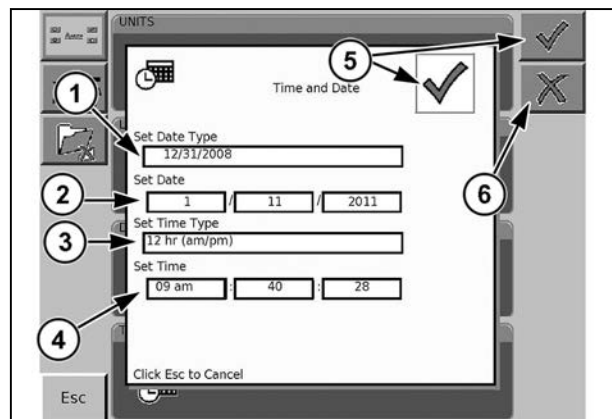 UNITS
Time and Date
5
1
Set Date Type
12/31/2008
6
Set Date
2
1 / 11 / 2011
Set Time Type
3
12 hr (am/pm)
Set Time
09 am : 40 : 28
4
Click Esc to Cancel
Esc